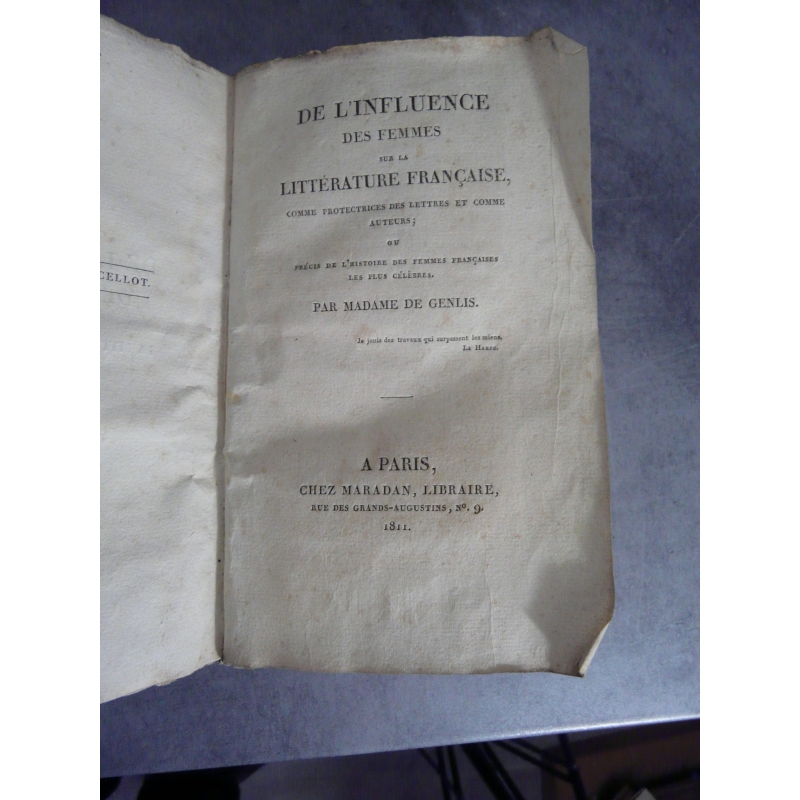 CELLOT.
DE L'INFLUENCE
DES FEMMES
SUR LA
LITTÉRATURE FRANÇAISE,
COMME PROTECTRICES DES LETTRES ET COMME
AUTEURS;
OU
PRÉCIS DE L'HISTOIRE DES FEMMES FRANÇAISES
LES PLUS CÉLÈBRES.
PAR MADAME DE GENLIS.
Je jouis des travaux qui surpassent les miens.
LA HARPE.
A PARIS,
CHEZ MARADAN, LIBRAIRE,
RUE DES GRANDS-AUGUSTINS, Nº. 9.
1811.